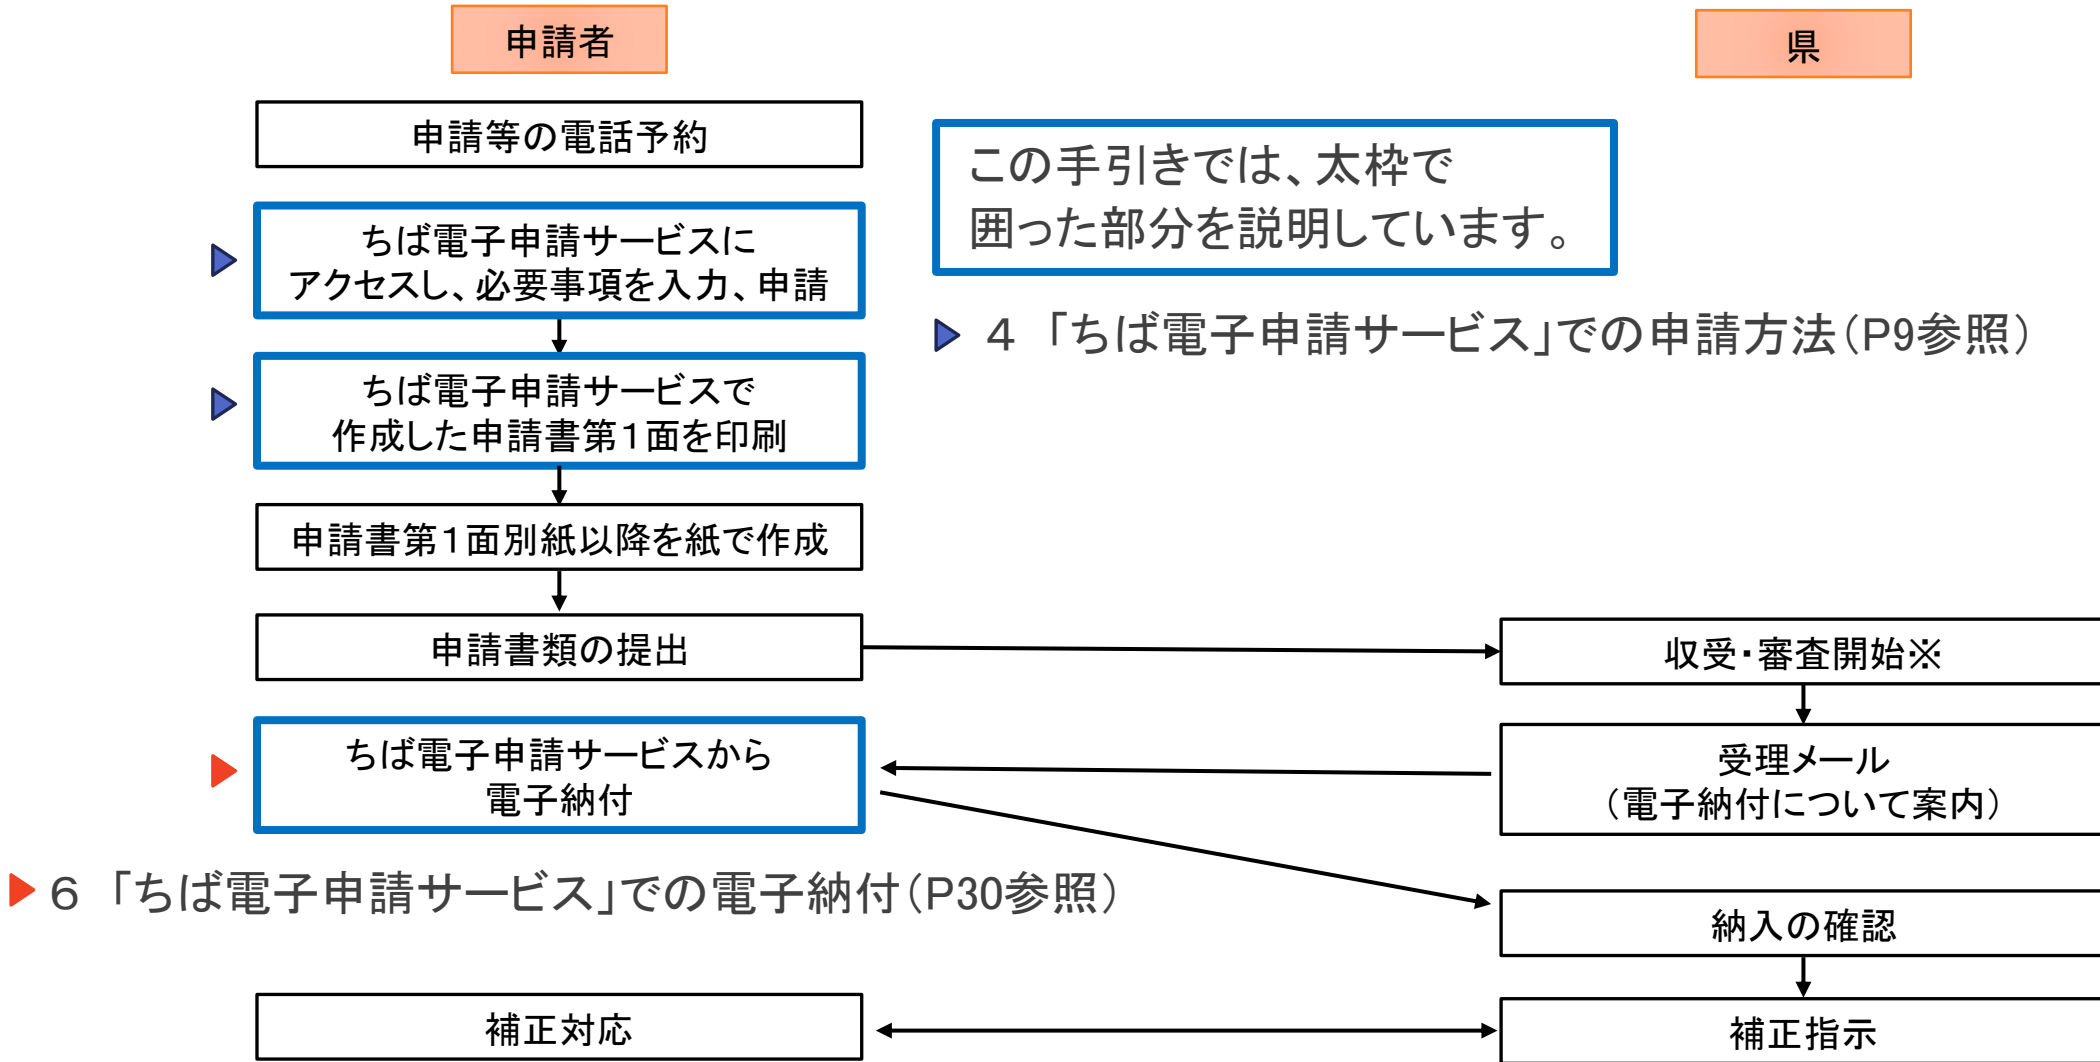 申請者
県
申請等の電話予約
この手引きでは、太枠で
囲った部分を説明しています。
ちば電子申請サービスに
アクセスし、必要事項を入力、申請
４ 「ちば電子申請サービス」での申請方法（P9参照）
ちば電子申請サービスで
作成した申請書第１面を印刷
申請書第１面別紙以降を紙で作成
申請書類の提出
収受・審査開始※
ちば電子申請サービスから
電子納付
受理メール
（電子納付について案内）
６ 「ちば電子申請サービス」での電子納付（P30参照）
納入の確認
補正対応
補正指示